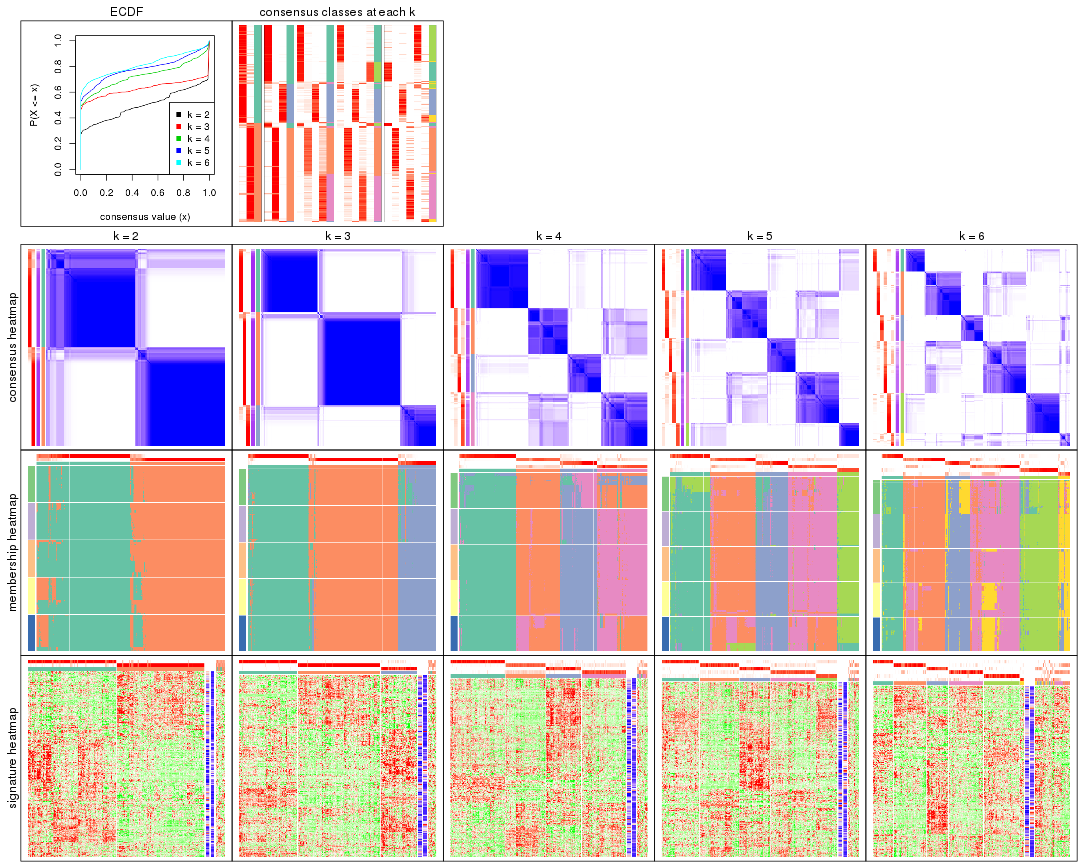 ECDF
consensus classes at each k
P(X <= x)
1.0
0.8
0.6
0.4
0.2
0.0
k = 2
k = 3
k = 4
k = 5
k = 6
0.0 0.2 0.4 0.6 0.8 1.0
consensus value (x)
k = 2 k = 3 k = 4 k = 5 k = 6
consensus heatmap
membership heatmap
signature heatmap